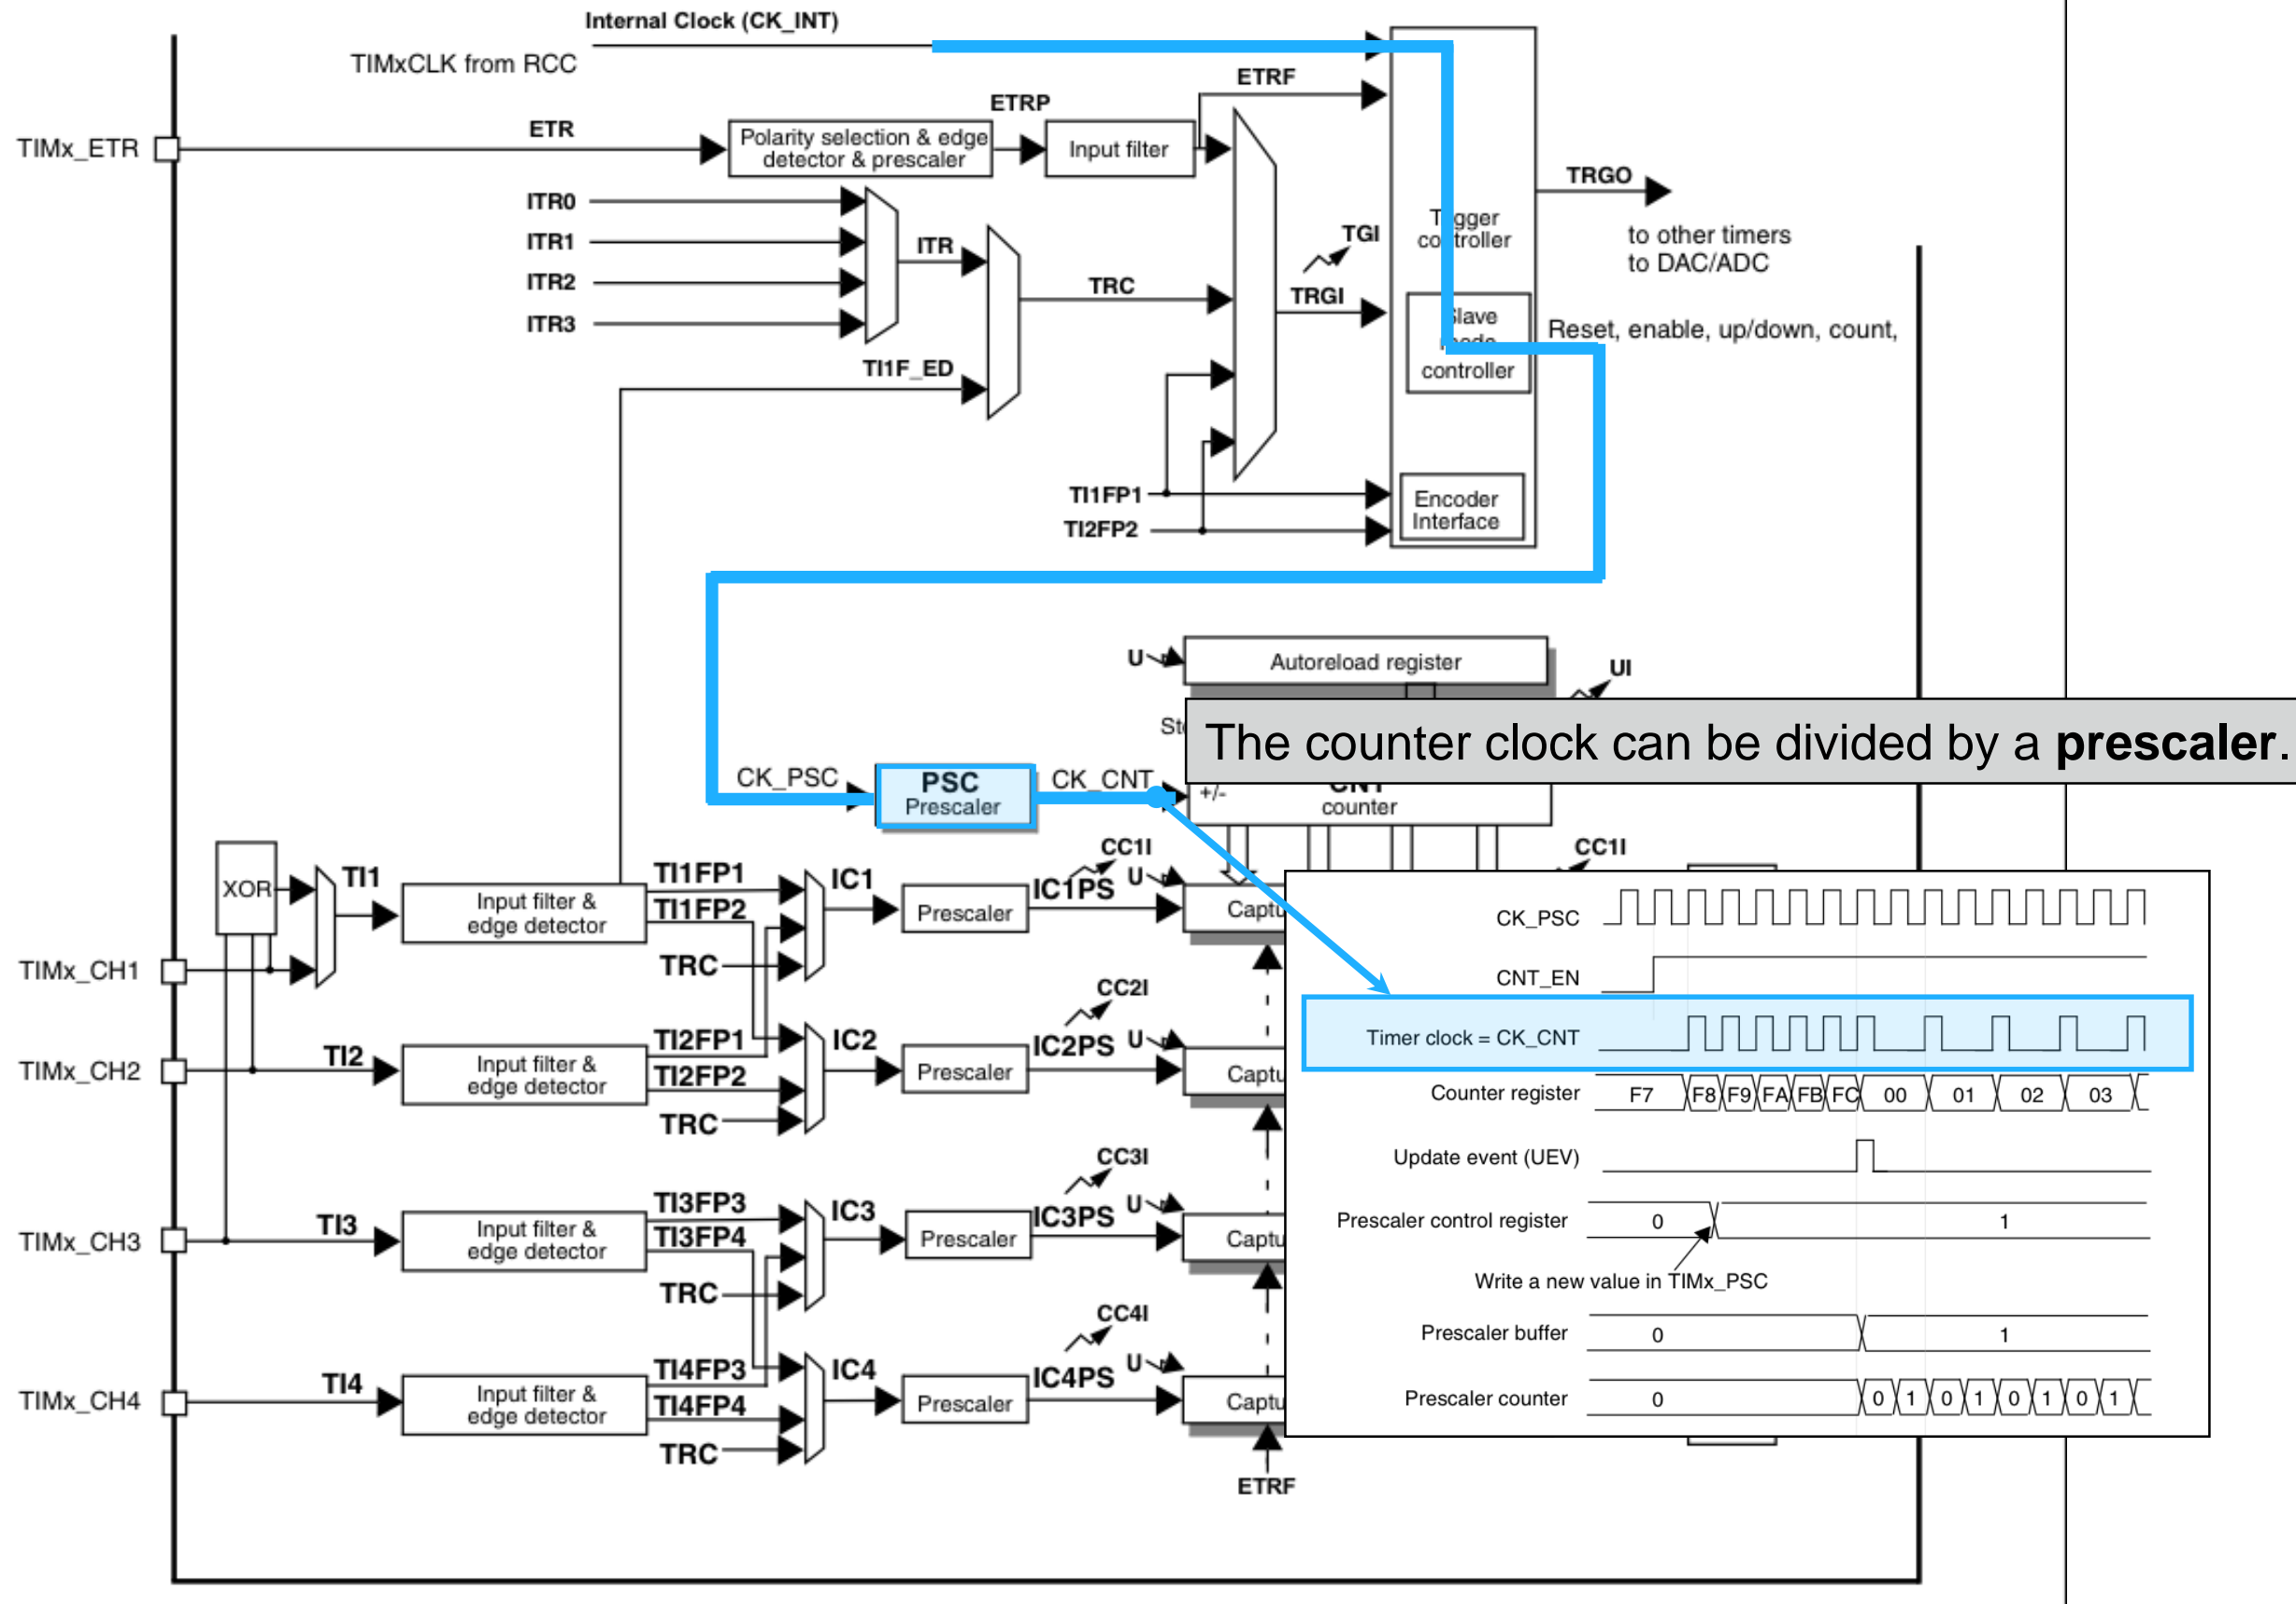 Internal Clock (CK_INT)
TIMxCLK from RCC
ETRF
ETRP
ETR
TIMx_ETR
Polarity selection & edge
detector & prescaler
Input filter
TRGO
to other timers
to DAC/ADC
ITR0
ITR1
ITR2
ITR3
ITR
TRC
TI1F_ED
TGI
TRGI
controller
Reset, enable, up/down, count,
controller
TI1FP1
TI2FP2
Encoder
Interface
U
Autoreload register
UI
The counter clock can be divided by a prescaler.
CK_PSC
PSC
Prescaler
CK_CNT
+/-
counter
XOR
TI1
Input filter &
edge detector
TI1FP1
TI1FP2
TRC
IC1
Prescaler
CC1I
IC1PS
U
CC1I
TIMx_CH1
TIMx_CH2
TI2
Input filter &
edge detector
TI2FP1
TI2FP2
TRC
IC2
Prescaler
CC2I
IC2PS
U
TIMx_CH3
TI3
Input filter &
edge detector
TI3FP3
TI3FP4
TRC
IC3
Prescaler
CC3I
IC3PS
U
TIMx_CH4
TI4
Input filter &
edge detector
TI4FP3
TI4FP4
TRC
IC4
Prescaler
CC4I
IC4PS
U
ETRF
CK_PSC
CNT_EN
Timer clock = CK_CNT
Counter register F7 F8 F9 FA FB FC 00 01 02 03
Update event (UEV)
Prescaler control register 0 1
Write a new value in TIMx_PSC
Prescaler buffer 0 1
Prescaler counter 0 0 1 0 1 0 1 0 1